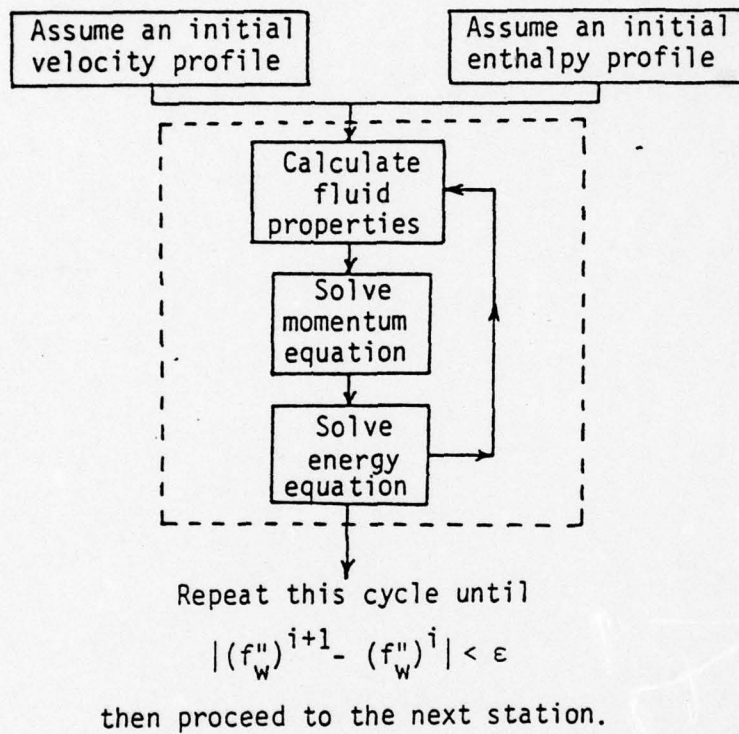 Assume an initial
velocity profile
Assume an initial
enthalpy profile
Calculate
fluid
properties
Solve
momentum
equation
Solve
energy
equation
Repeat this cycle until
|(f"w)^i+1 - (f"w)^i| < ε
then proceed to the next station.